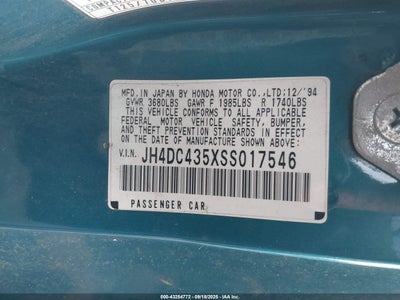 MFD. IN JAPAN BY HONDA MOTOR CO.,LTD;12/'94
GVWR 3680LBS GAWR F 1985LBS R 1740LBS
THIS VEHICLE CONFORMS TO ALL APPLICABLE
FEDERAL MOTOR VEHICLE SAFETY, BUMPER,
AND THEFT PREVENTION STANDARDS IN
EFFECT ON THE DATE OF MANUFACTURE
SHOWN ABOVE.
V.I.N. JH4DC435XSS017546
PASSENGER CAR
000-43254772 - 09/18/2025 - IAAI.COM